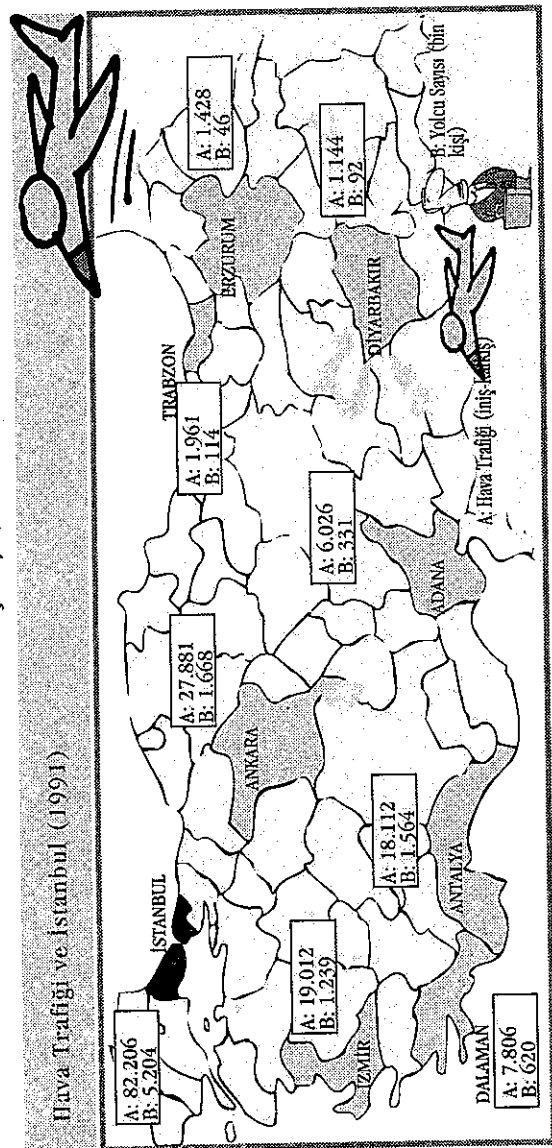 Hava Trafiği ve İstanbul (1991)
İSTANBUL
A: 82.206
B: 5.204
A: 27.881
B: 1.668
TRABZON
A: 1.961
B: 114
ERZURUM
A: 1.428
B: 46
ANKARA
A: 19.012
B: 1.239
İZMİR
A: 18.112
B: 1.564
ANTALYA
A: 6.026
B: 331
ADANA
DİYARBAKIR
A: 1.144
B: 92
DALAMAN
A: 7.806
B: 620
A: Hava Trafiği
B: Yolcu Sayısı (bin
kişi)